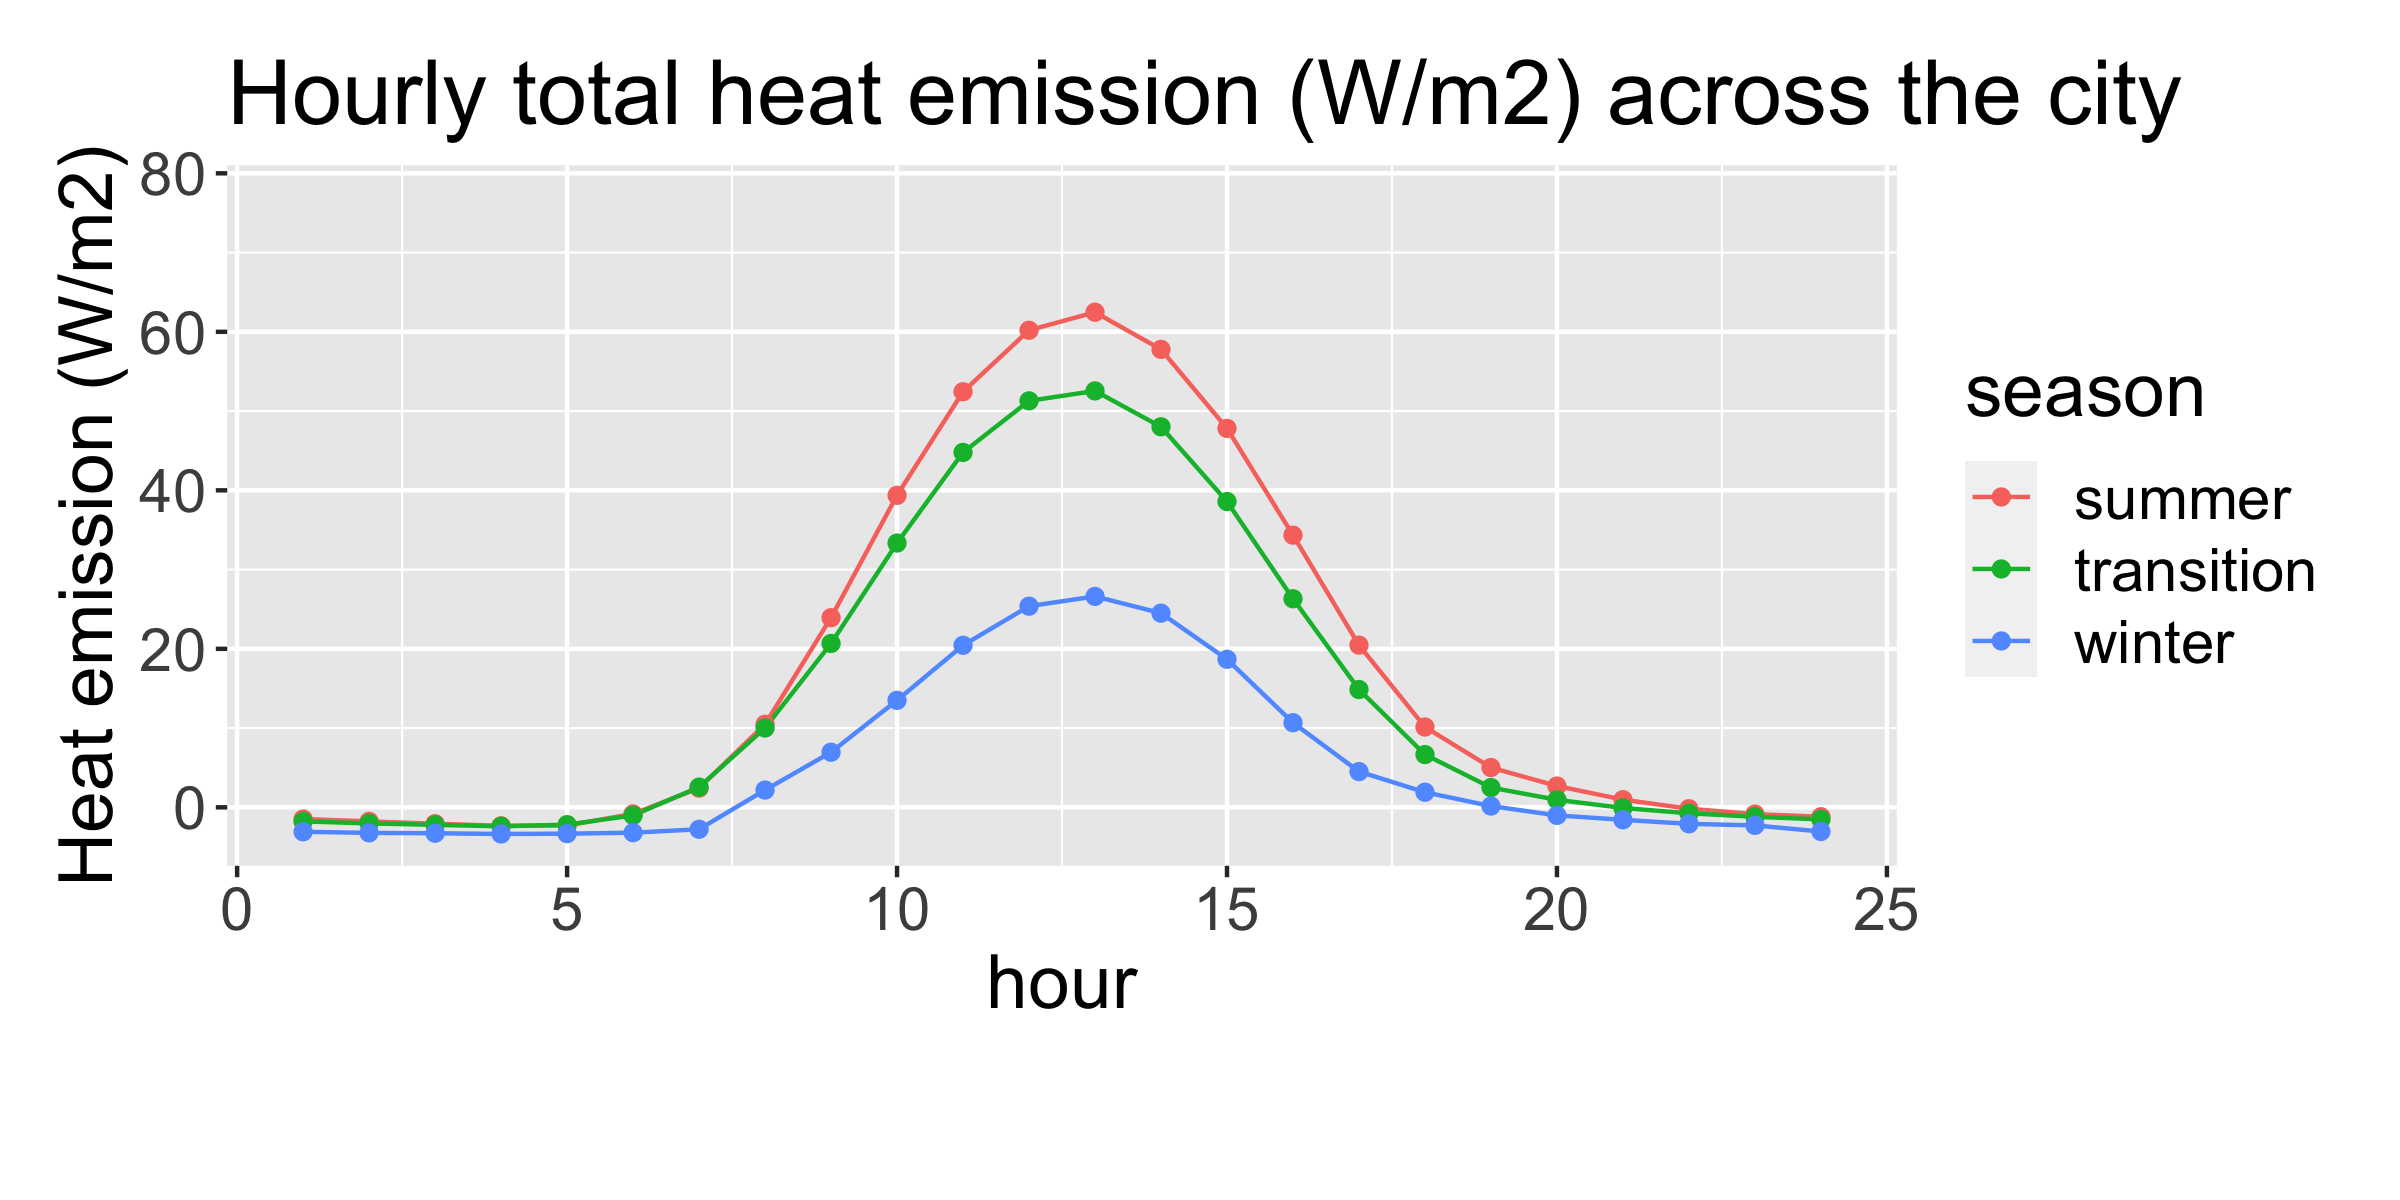 Hourly total heat emission (W/m2) across the city
Heat emission (W/m2)
80
60
40
20
0
0 5 10 15 20 25
hour
season
summer
transition
winter